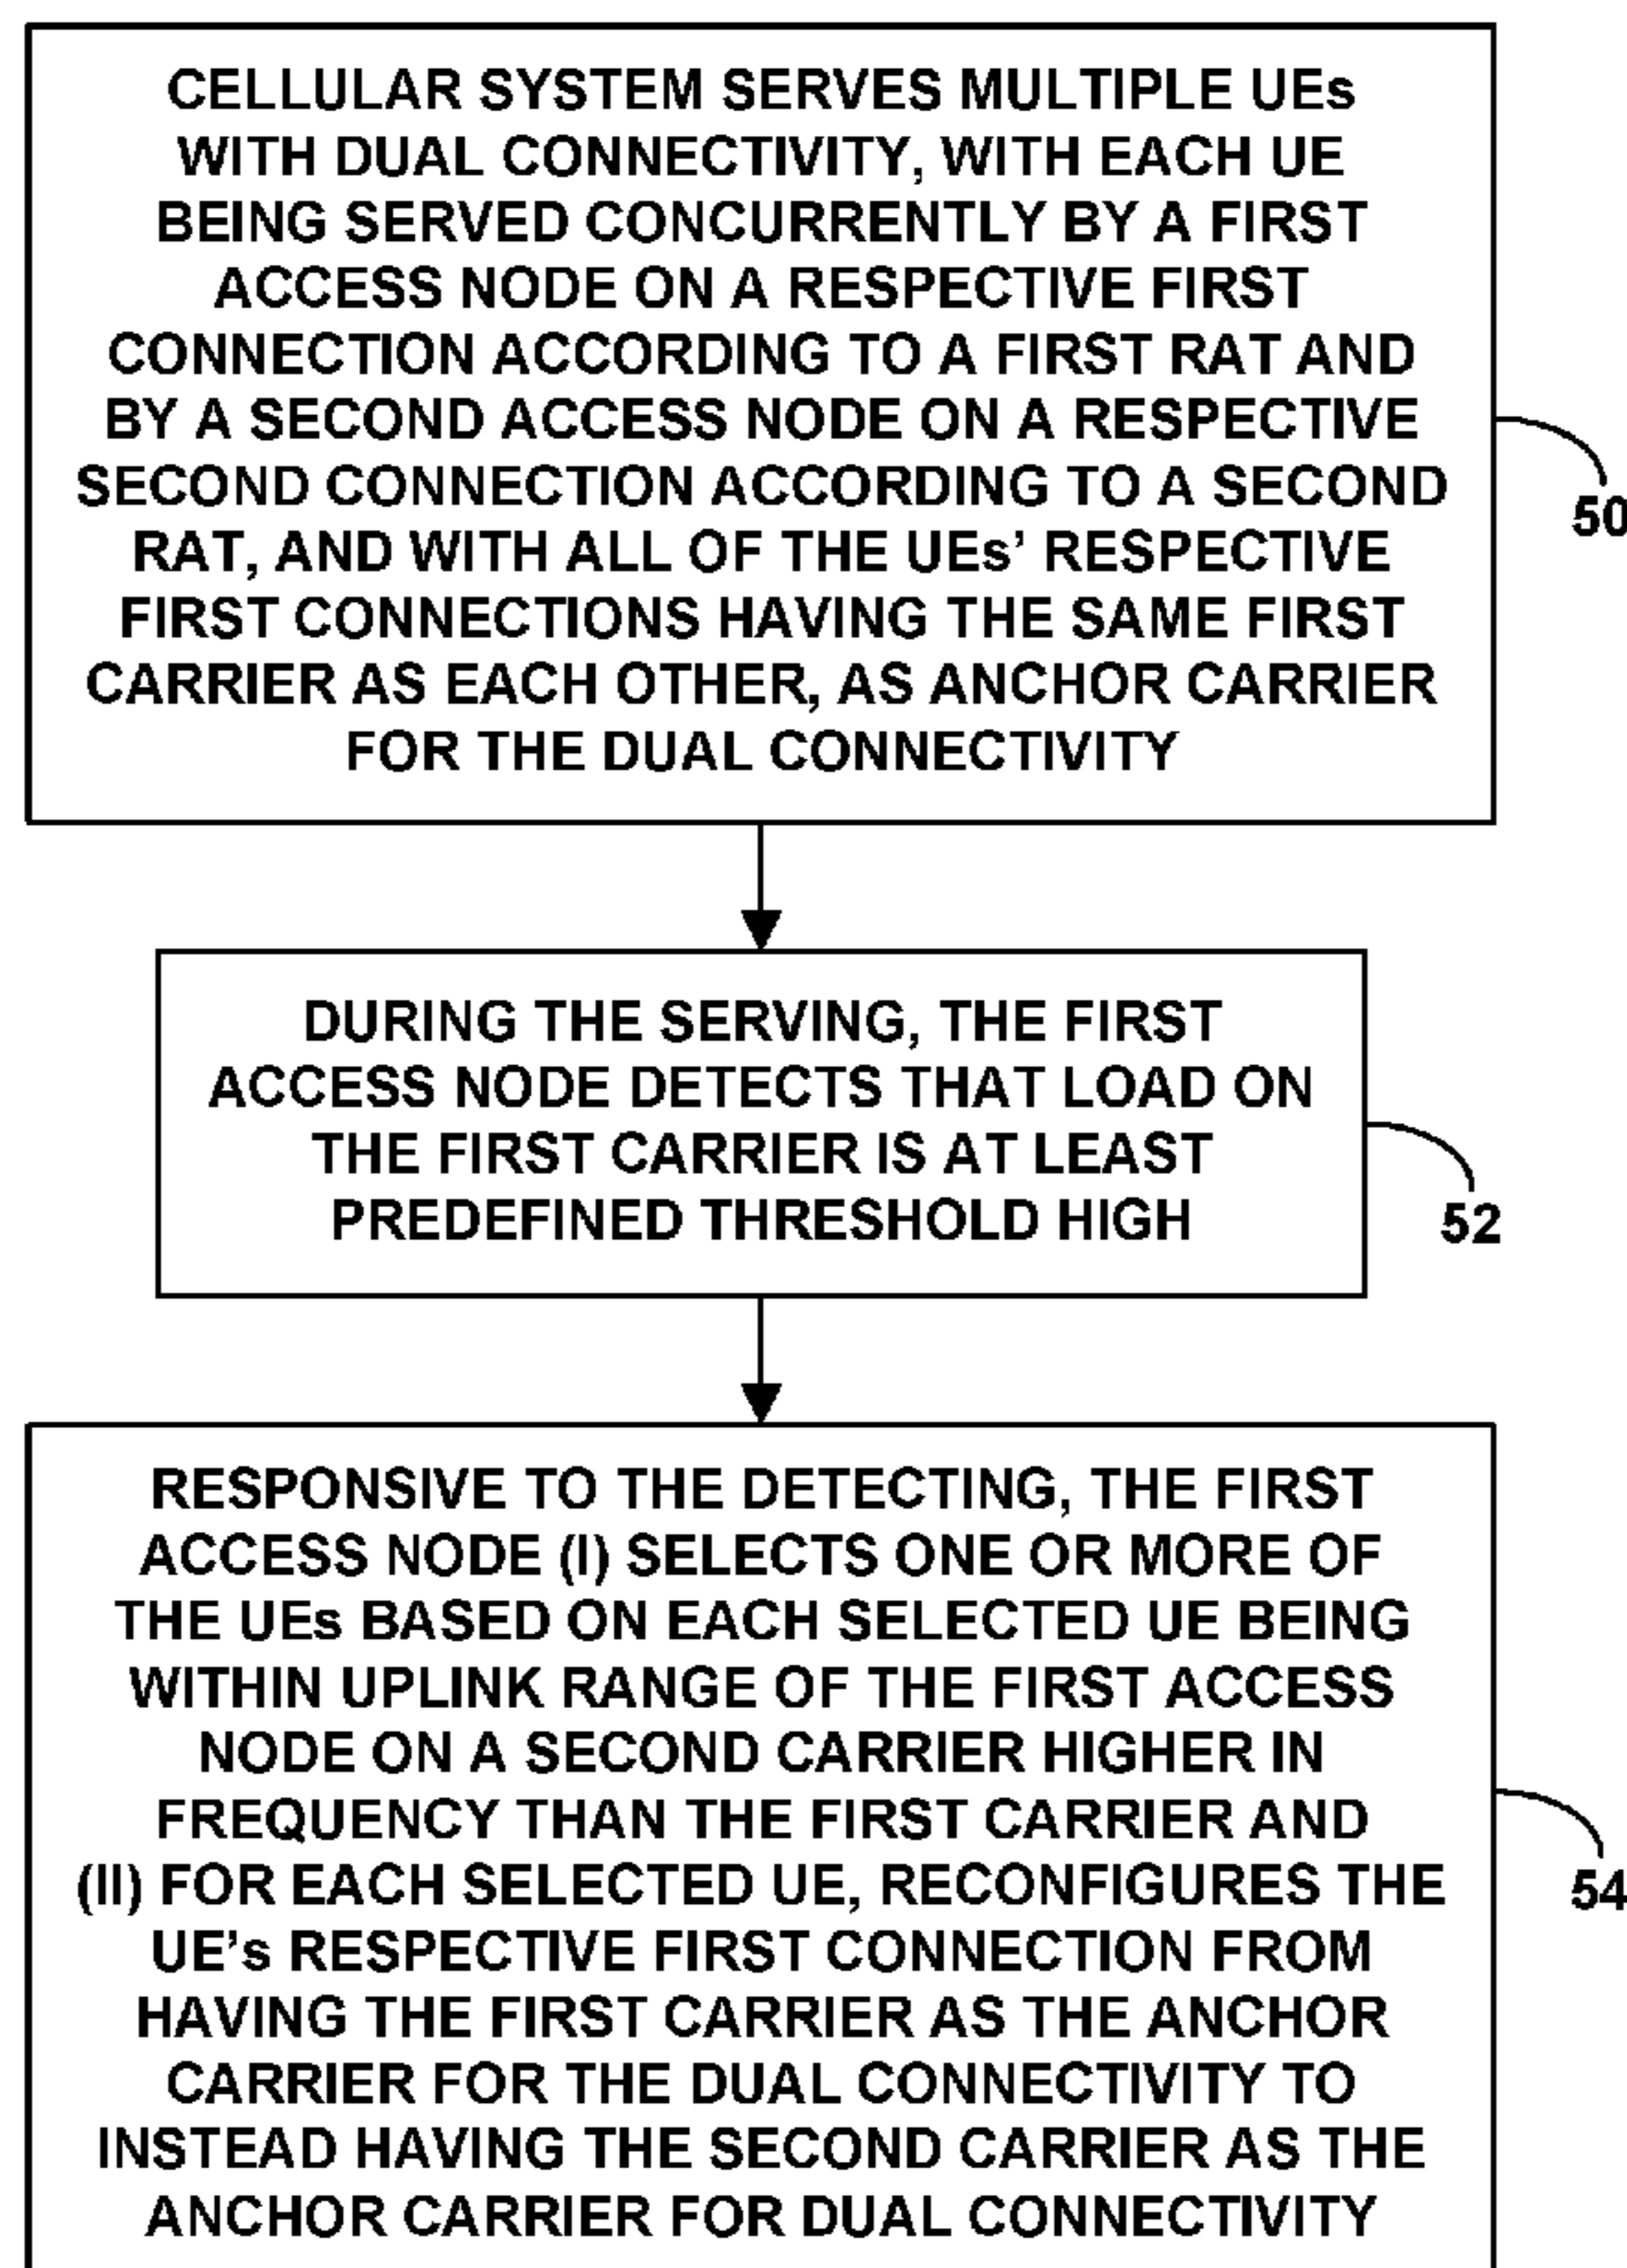 CELLULAR SYSTEM SERVES MULTIPLE UEs
WITH DUAL CONNECTIVITY, WITH EACH UE
BEING SERVED CONCURRENTLY BY A FIRST
ACCESS NODE ON A RESPECTIVE FIRST
CONNECTION ACCORDING TO A FIRST RAT AND
BY A SECOND ACCESS NODE ON A RESPECTIVE
SECOND CONNECTION ACCORDING TO A SECOND
RAT, AND WITH ALL OF THE UEs’ RESPECTIVE
FIRST CONNECTIONS HAVING THE SAME FIRST
CARRIER AS EACH OTHER, AS ANCHOR CARRIER
FOR THE DUAL CONNECTIVITY
50
DURING THE SERVING, THE FIRST
ACCESS NODE DETECTS THAT LOAD ON
THE FIRST CARRIER IS AT LEAST
PREDEFINED THRESHOLD HIGH
52
RESPONSIVE TO THE DETECTING, THE FIRST
ACCESS NODE (I) SELECTS ONE OR MORE OF
THE UEs BASED ON EACH SELECTED UE BEING
WITHIN UPLINK RANGE OF THE FIRST ACCESS
NODE ON A SECOND CARRIER HIGHER IN
FREQUENCY THAN THE FIRST CARRIER AND
(II) FOR EACH SELECTED UE, RECONFIGURES THE
UE’s RESPECTIVE FIRST CONNECTION FROM
HAVING THE FIRST CARRIER AS THE ANCHOR
CARRIER FOR THE DUAL CONNECTIVITY TO
INSTEAD HAVING THE SECOND CARRIER AS THE
ANCHOR CARRIER FOR DUAL CONNECTIVITY
54